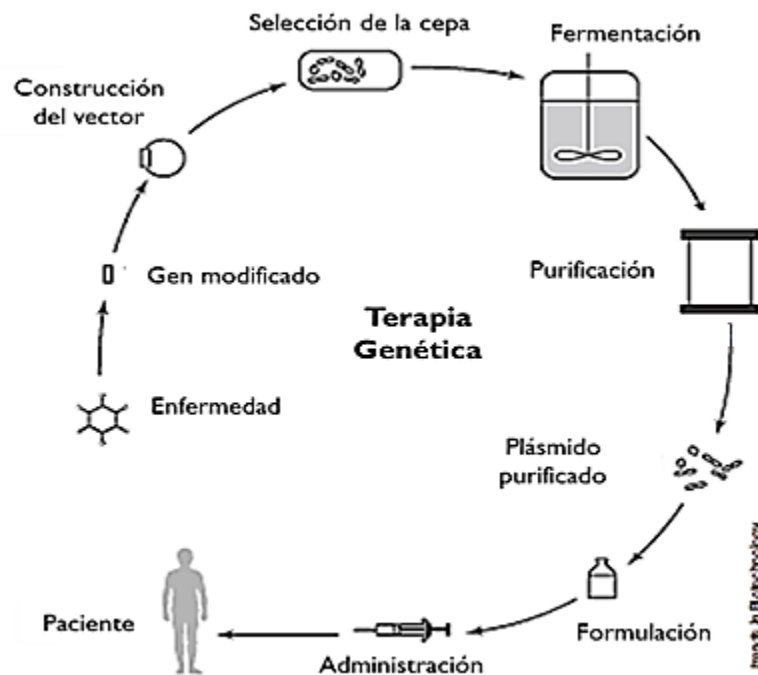 Selección de la cepa
Fermentación
Construcción
del vector
Purificación
Gen modificado
Terapia
Genética
Enfermedad
Plásmido
purificado
Formulación
Administración
Paciente